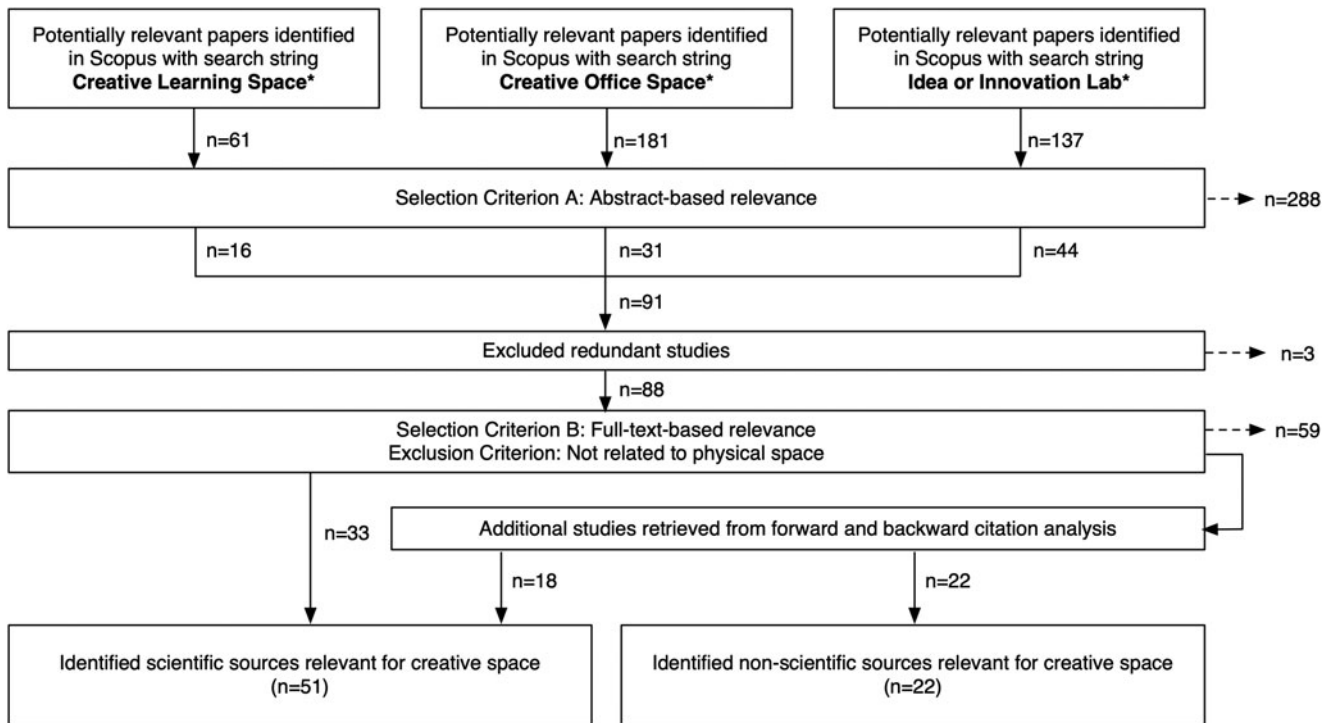 Potentially relevant papers identified
in Scopus with search string
Creative Learning Space*
Potentially relevant papers identified
in Scopus with search string
Creative Office Space*
Potentially relevant papers identified
in Scopus with search string
Idea or Innovation Lab*
n=61
n=181
n=137
Selection Criterion A: Abstract-based relevance
n=288
n=16
n=31
n=44
n=91
Excluded redundant studies
n=3
n=88
Selection Criterion B: Full-text-based relevance
Exclusion Criterion: Not related to physical space
n=59
n=33
Additional studies retrieved from forward and backward citation analysis
n=18
n=22
Identified scientific sources relevant for creative space
(n=51)
Identified non-scientific sources relevant for creative space
(n=22)